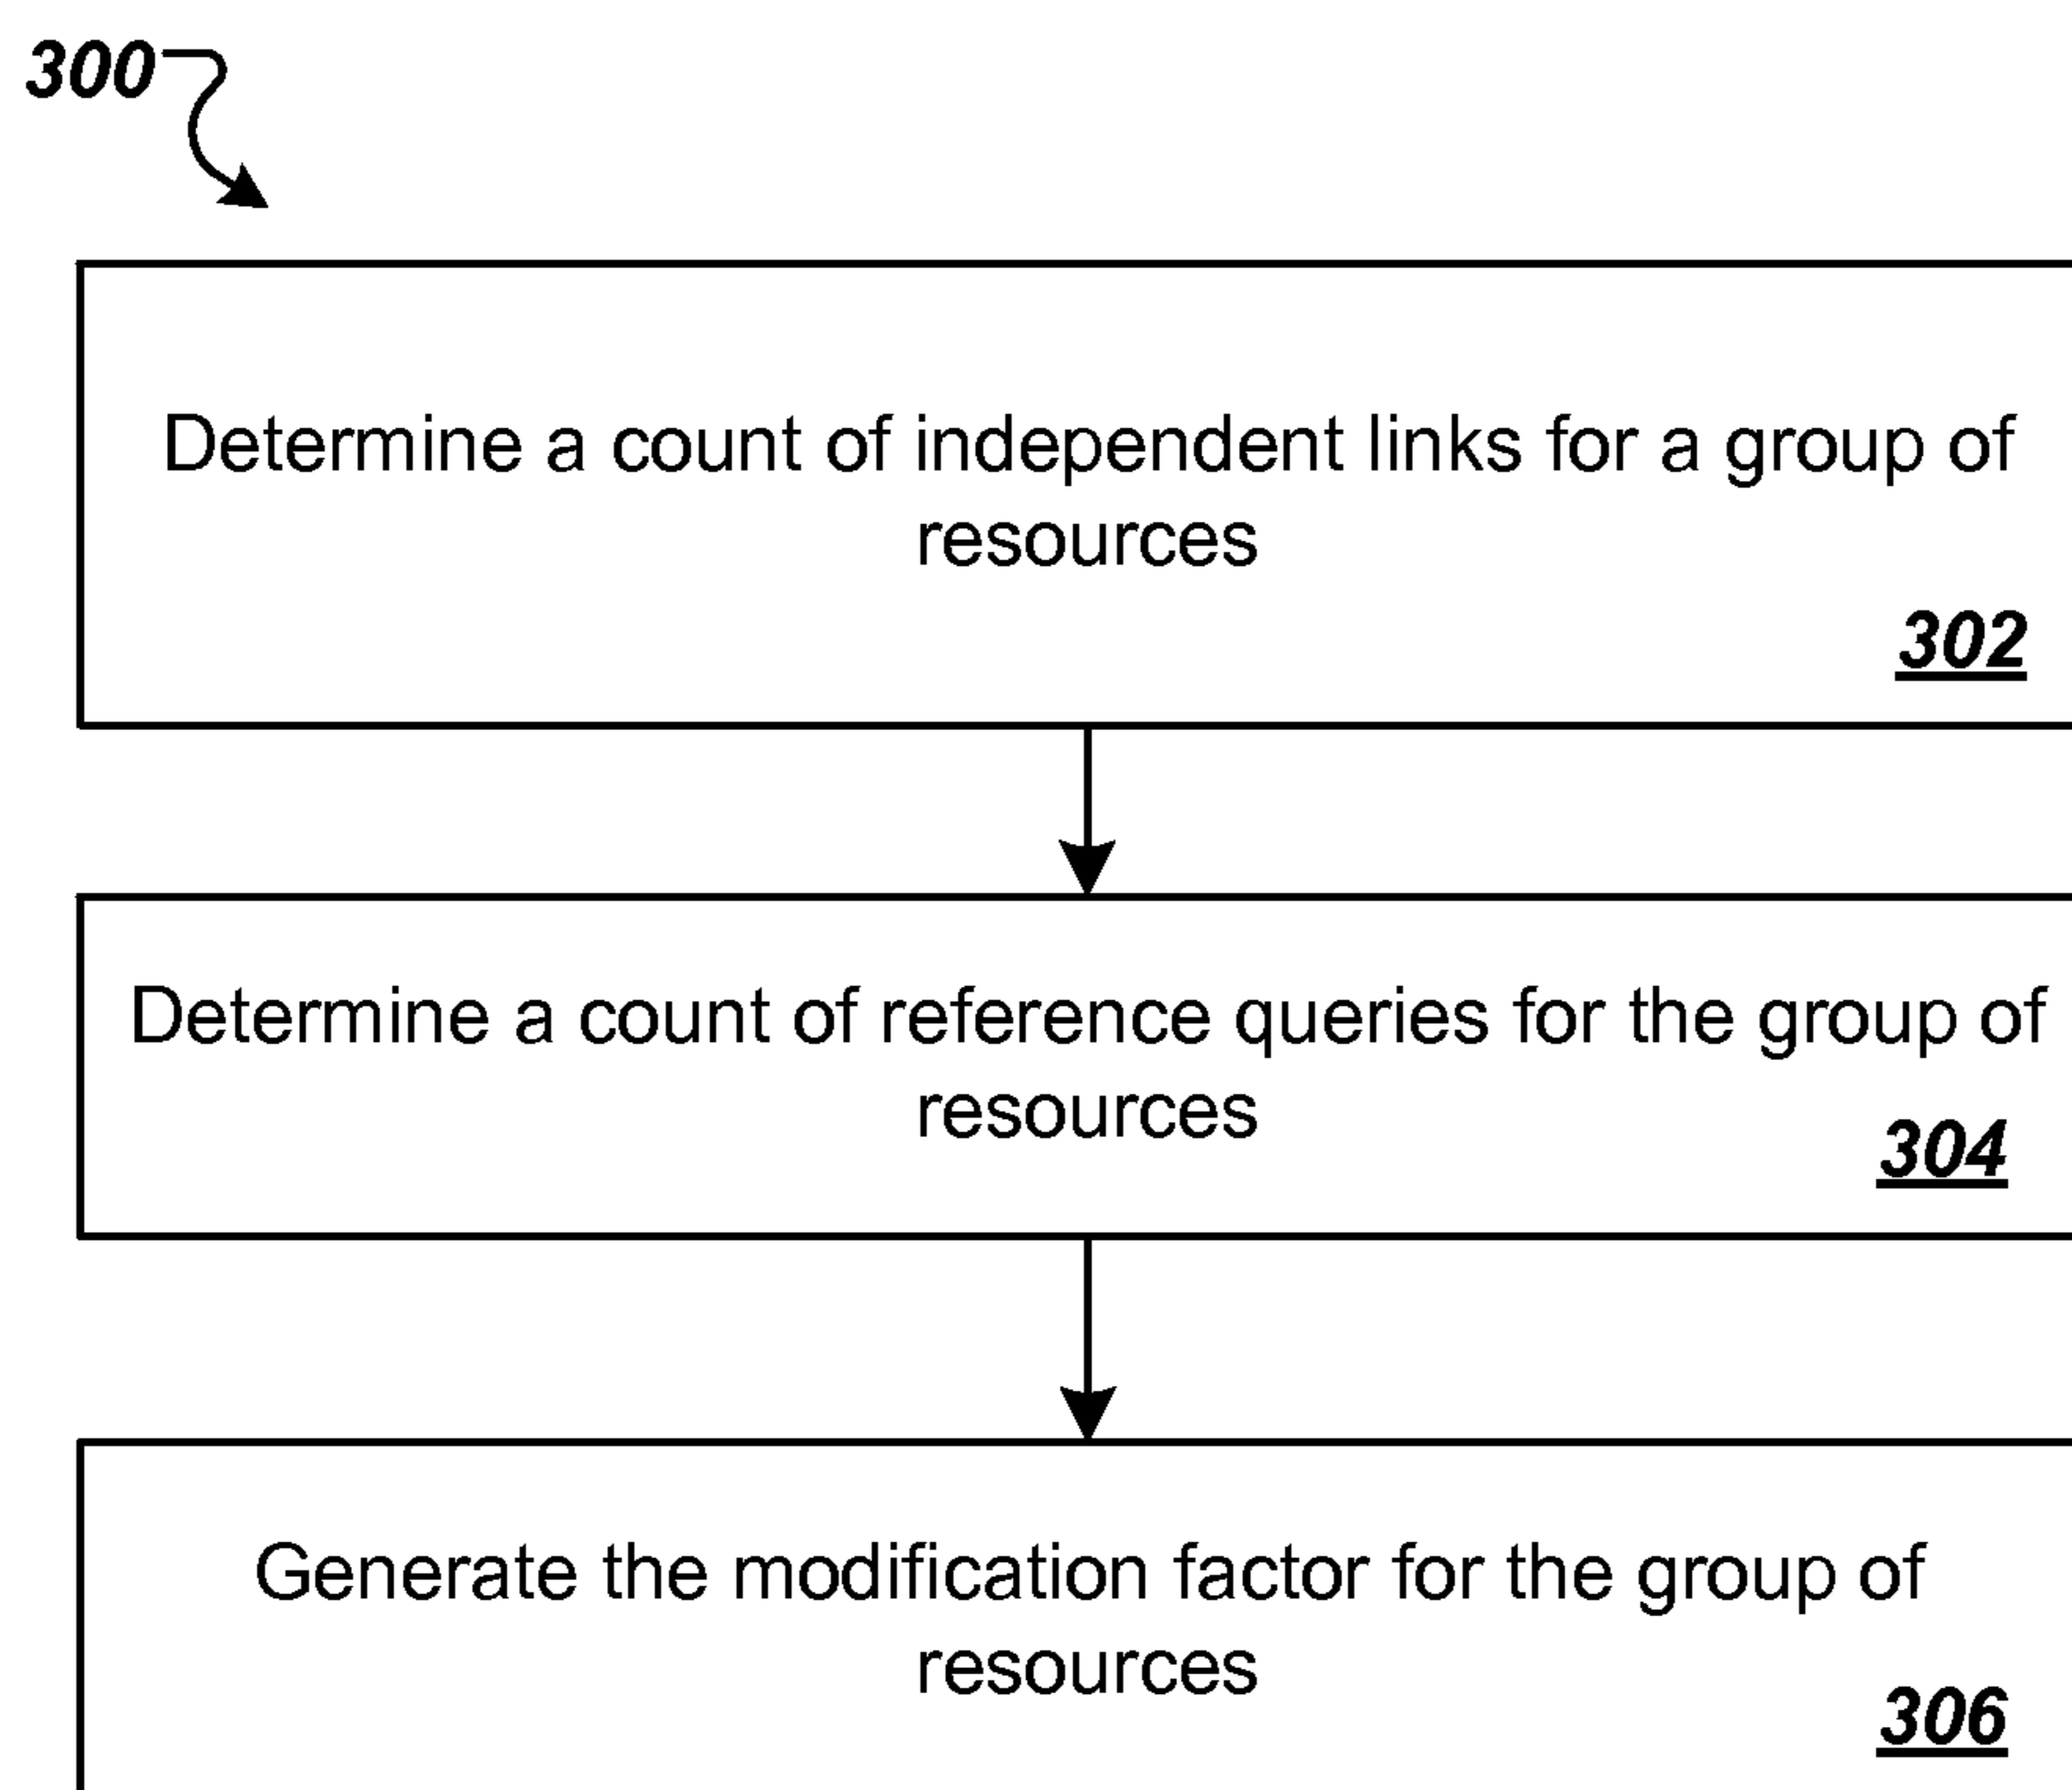 300
Determine a count of independent links for a group of
resources
302
Determine a count of reference queries for the group of
resources
304
Generate the modification factor for the group of
resources
306